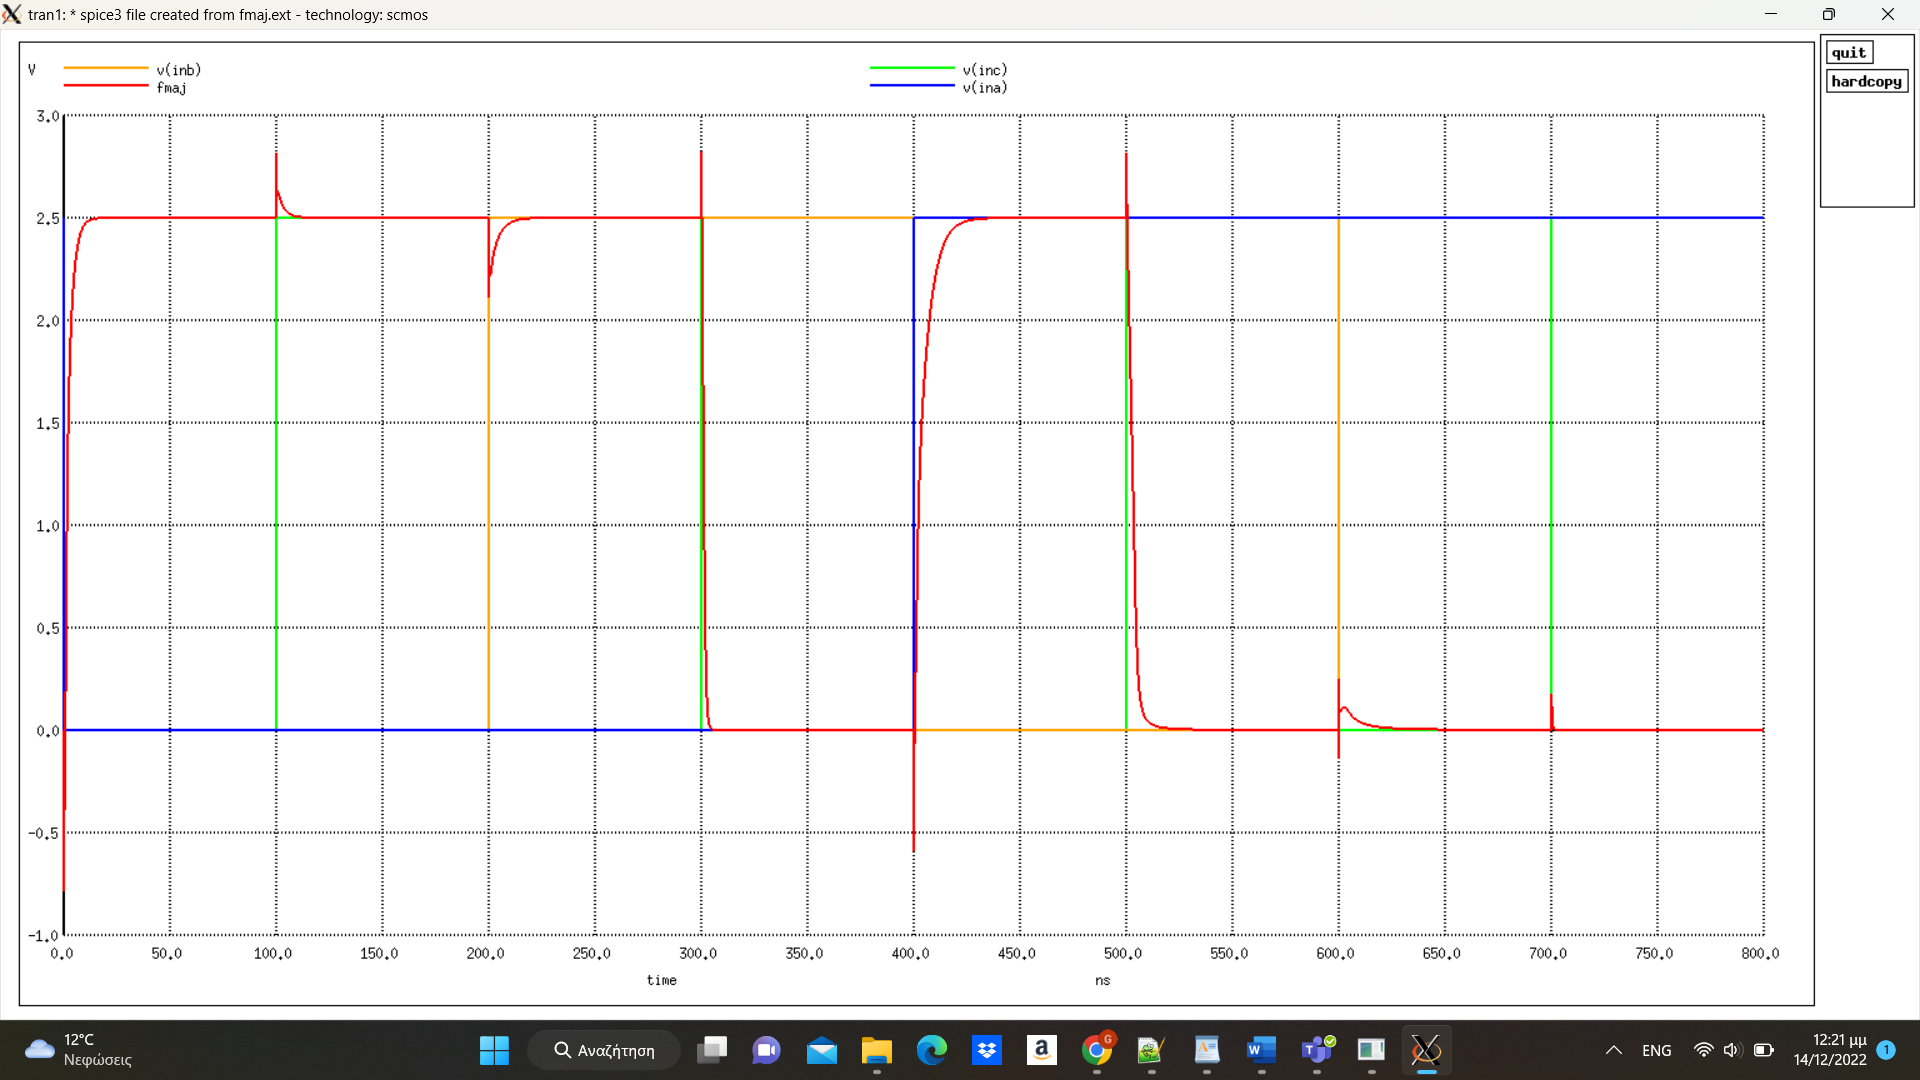 tran1: * spice3 file created from fmaj.ext - technology: scmos
quit
hardcopy
V
v(inb)
v(inc)
fmaj
v(ina)
3.0
2.5
2.0
1.5
1.0
0.5
0.0
-0.5
-1.0
0.0 50.0 100.0 150.0 200.0 250.0 300.0 350.0 400.0 450.0 500.0 550.0 600.0 650.0 700.0 750.0 800.0
time ns
12°C
Νεφώσεις
Αναζήτηση
a
G
W
T
ENG
12:21 μμ
14/12/2022
1